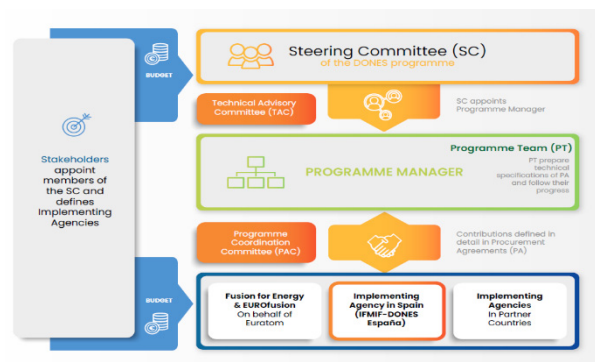 Stakeholders
appoint
members of
the SC and
defines
Implementing
Agencies
BUDGET
Steering Committee (SC)
of the DONES programme
Technical Advisory
Committee (TAC)
SC appoints
Programme Manager
Programme Team (PT)
PROGRAMME MANAGER
PT prepare
technical
specifications of PA
and follow their
progress
Programme
Coordination
Committee (PAC)
Contributions defined in
detail in Procurement
Agreements (PA)
BUDGET
Fusion for Energy
& EUROfusion
On behalf of
Euratom
Implementing
Agency in Spain
(IFMIF-DONES
España)
Implementing
Agencies
In Partner
Countries